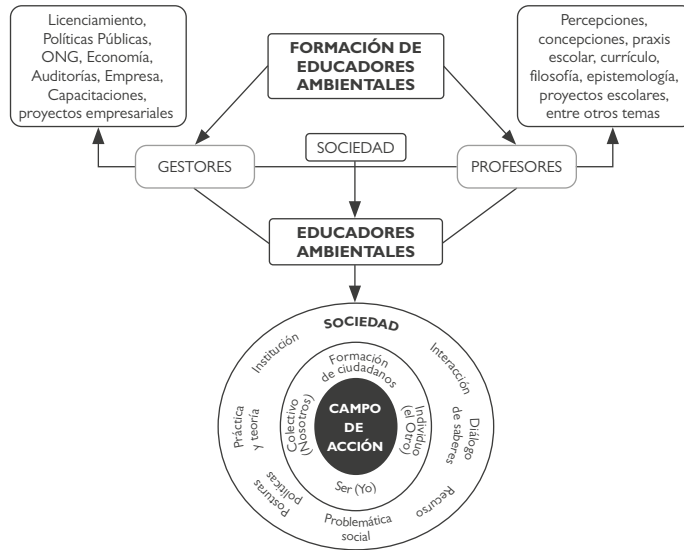 Licenciamiento,
Políticas Públicas,
ONG, Economía,
Auditorías, Empresa,
Capacitaciones,
proyectos empresariales
FORMACIÓN DE
EDUCADORES
AMBIENTALES
Percepciones,
concepciones, praxis
escolar, currículo,
filosofía, epistemología,
proyectos escolares,
entre otros temas
GESTORES
SOCIEDAD
PROFESORES
EDUCADORES
AMBIENTALES
SOCIEDAD
Institución
Interacción
Formación
de ciudadanos
Práctica
y teoría
Colectivo
(Nosotros)
CAMPO
DE
ACCIÓN
Individuo
(el Otro)
Diálogo
de saberes
Ser (Yo)
Posturas
políticas
Recurso
Problemática
social